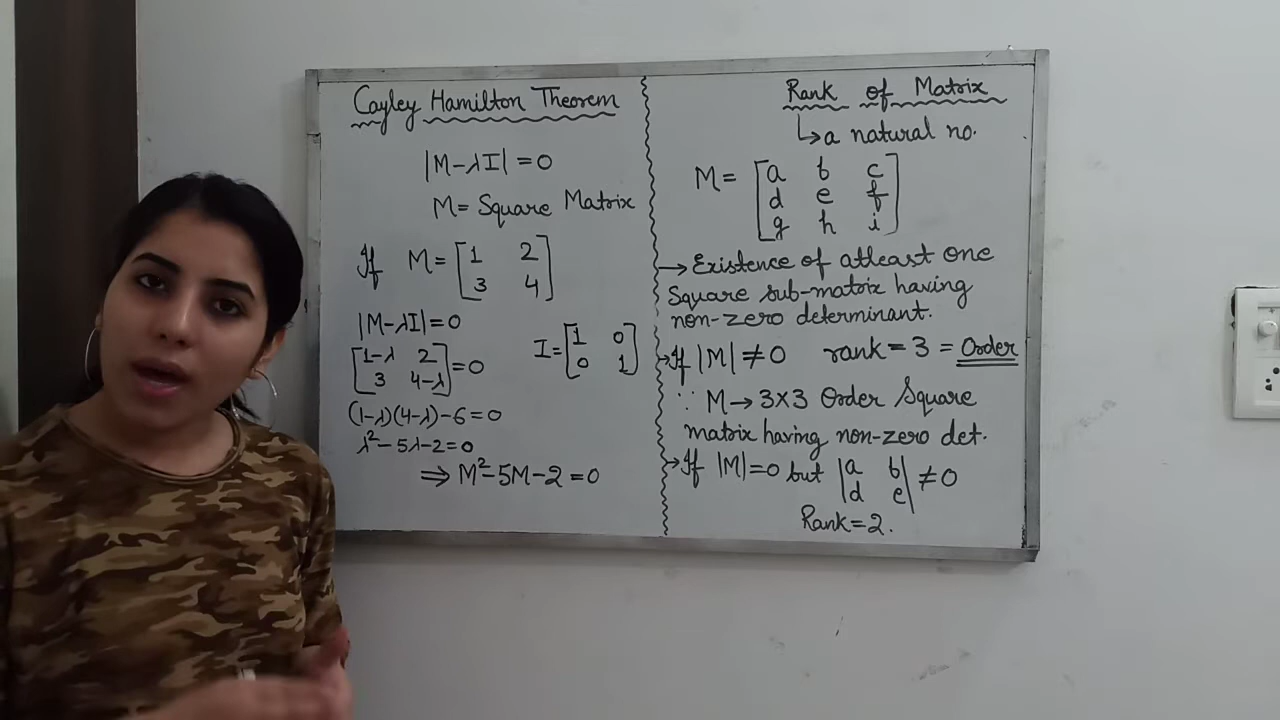 Cayley Hamilton Theorem
|M-λI| = 0
M = Square Matrix
If M = [1 2
3 4]
|M-λI| = 0
[1-λ 2
3 4-λ] = 0
I = [1 0
0 1]
(1-λ)(4-λ) - 6 = 0
λ² - 5λ - 2 = 0
⇒ M² - 5M - 2 = 0
Rank of Matrix
↳ a natural no.
M = [a b c
d e f
g h i]
→ Existence of atleast one
Square sub-matrix having
non-zero determinant.
→ If |M| ≠ 0 rank = 3 = Order
∵ M → 3×3 Order Square
matrix having non-zero det.
→ If |M| = 0 but |a b
d e| ≠ 0
Rank = 2.